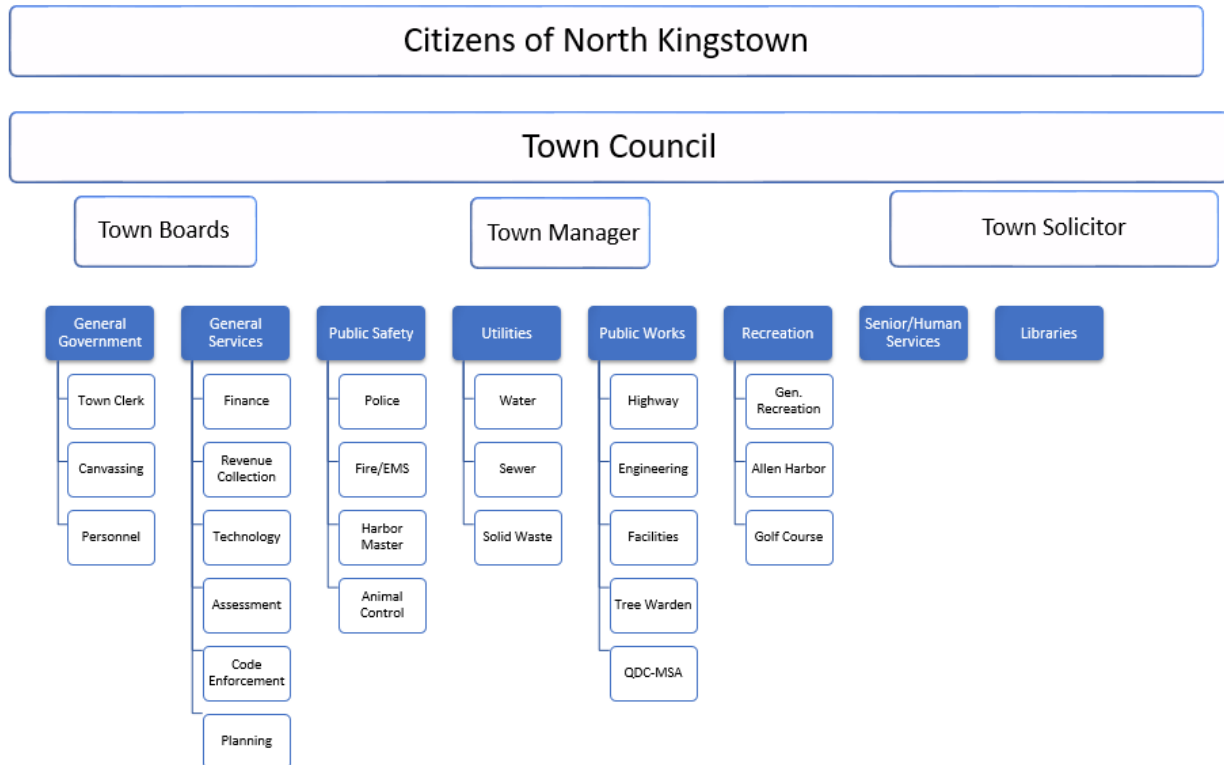 Citizens of North Kingstown
Town Council
Town Boards
Town Manager
Town Solicitor
General
Government
Town Clerk
Canvassing
Personnel
General
Services
Finance
Revenue
Collection
Technology
Assessment
Code
Enforcement
Planning
Public Safety
Police
Fire/EMS
Harbor
Master
Animal
Control
Utilities
Water
Sewer
Solid Waste
Public Works
Highway
Engineering
Facilities
Tree Warden
QDC-MSA
Recreation
Gen.
Recreation
Allen Harbor
Golf Course
Senior/Human
Services
Libraries